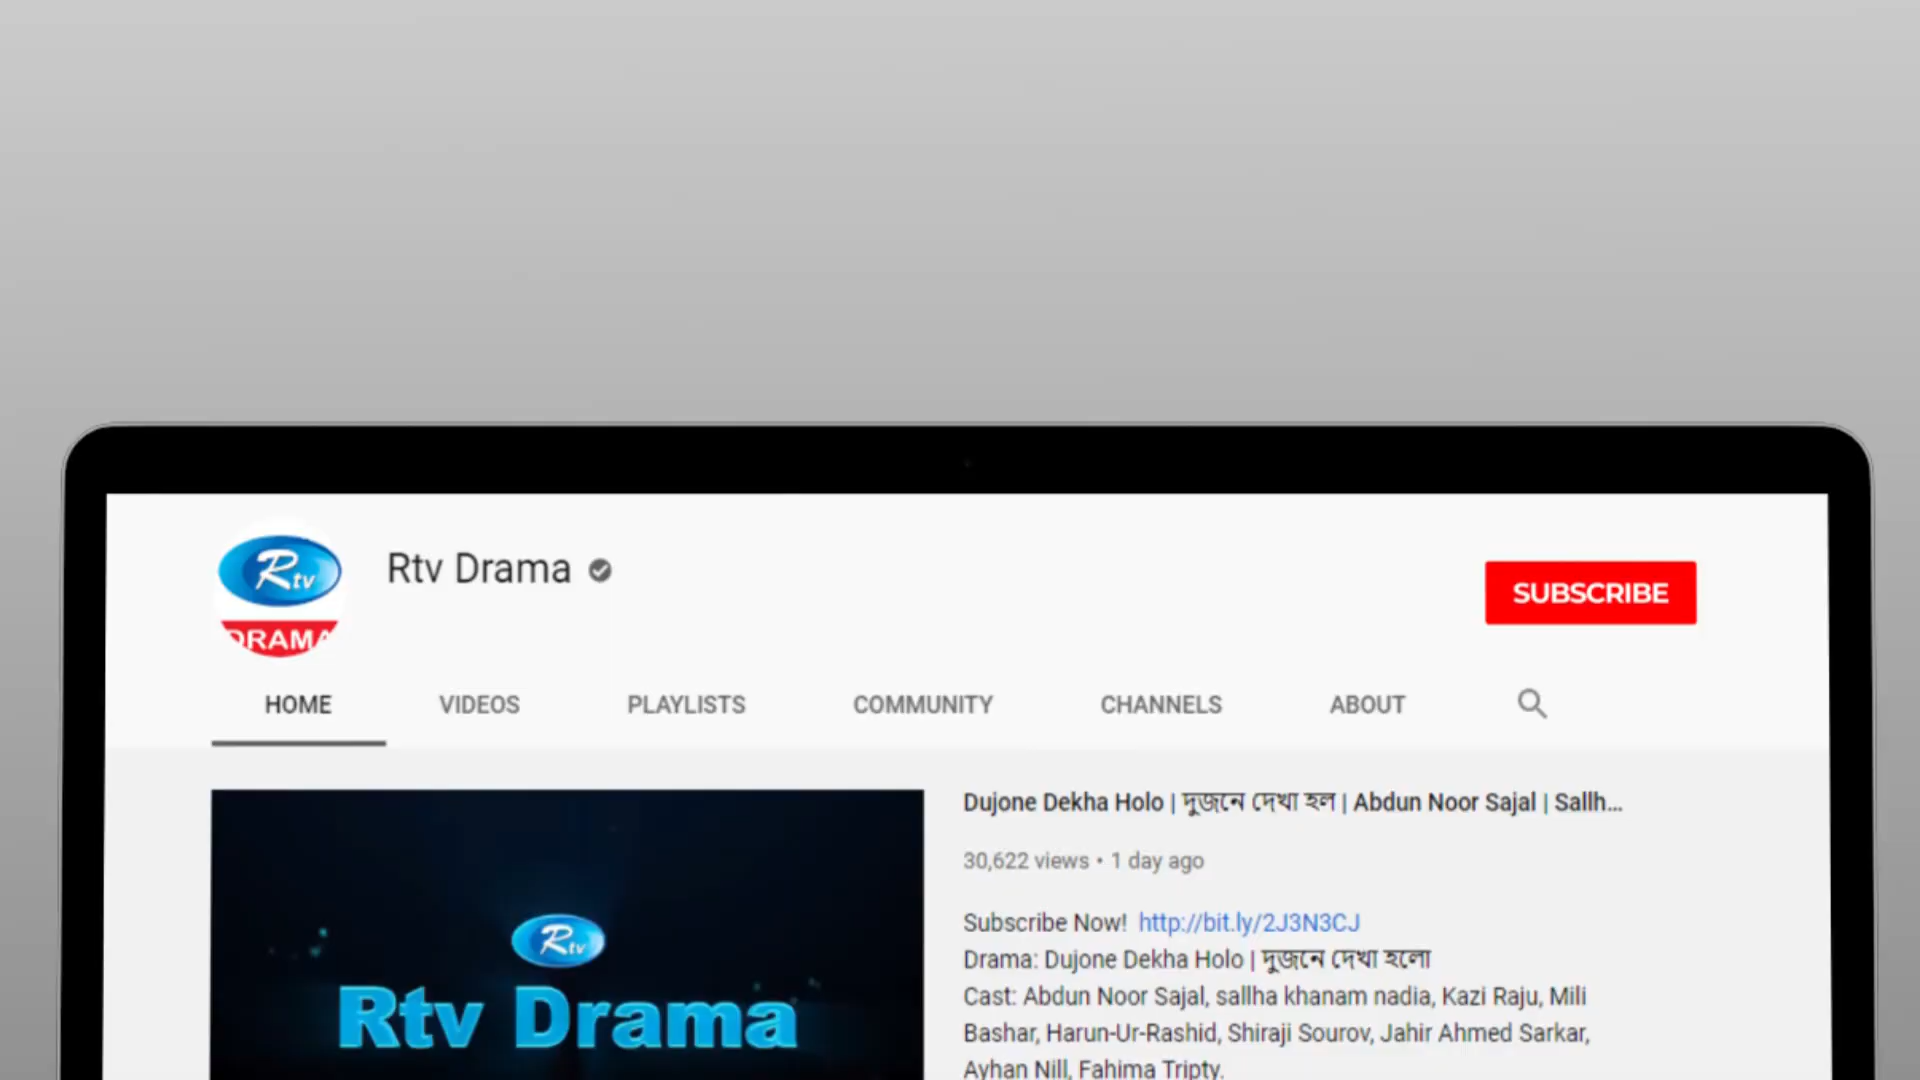 Rtv
DRAMA
Rtv Drama
SUBSCRIBE
HOME VIDEOS PLAYLISTS COMMUNITY CHANNELS ABOUT
Rtv
Rtv Drama
Dujone Dekha Holo | দুজনে দেখা হল | Abdun Noor Sajal | Sallh...
30,622 views • 1 day ago
Subscribe Now! http://bit.ly/2J3N3CJ
Drama: Dujone Dekha Holo | দুজনে দেখা হলো
Cast: Abdun Noor Sajal, sallha khanam nadia, Kazi Raju, Mili
Bashar, Harun-Ur-Rashid, Shiraji Sourov, Jahir Ahmed Sarkar,
Ayhan Nill, Fahima Tripty.